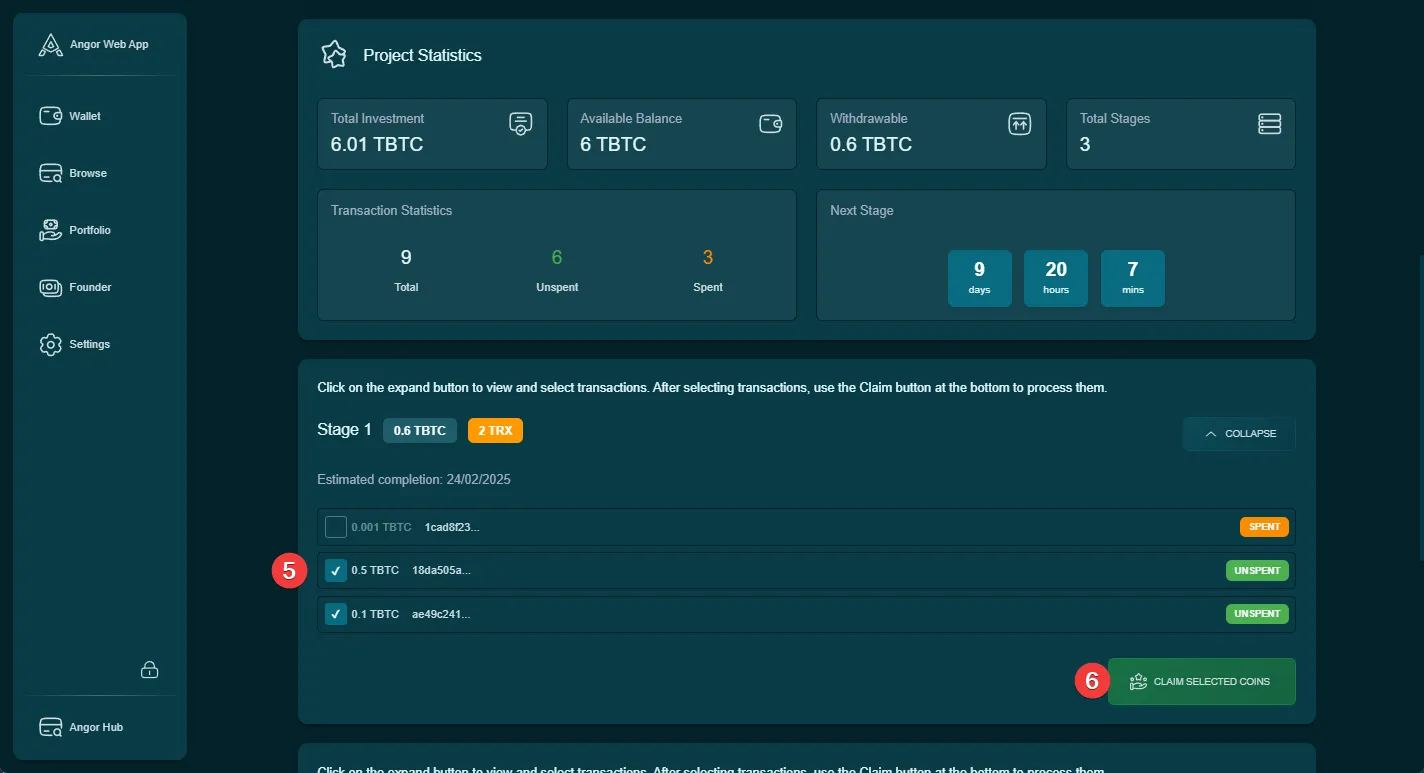 Angor Web App
Wallet
Browse
Portfolio
Founder
Settings
Angor Hub
Project Statistics
Total Investment
6.01 TBTC
Available Balance
6 TBTC
Withdrawable
0.6 TBTC
Total Stages
3
Transaction Statistics
9
Total
6
Unspent
3
Spent
Next Stage
9
days
20
hours
7
mins
Click on the expand button to view and select transactions. After selecting transactions, use the Claim button at the bottom to process them.
Stage 1 0.6 TBTC 2 TRX
COLLAPSE
Estimated completion: 24/02/2025
0.001 TBTC 1cad8f23... SPENT
5 0.5 TBTC 18da505a... UNSPENT
0.1 TBTC ae49c241... UNSPENT
6 CLAIM SELECTED COINS
Click on the expand button to view and select transactions. After selecting transactions, use the Claim button at the bottom to process them.